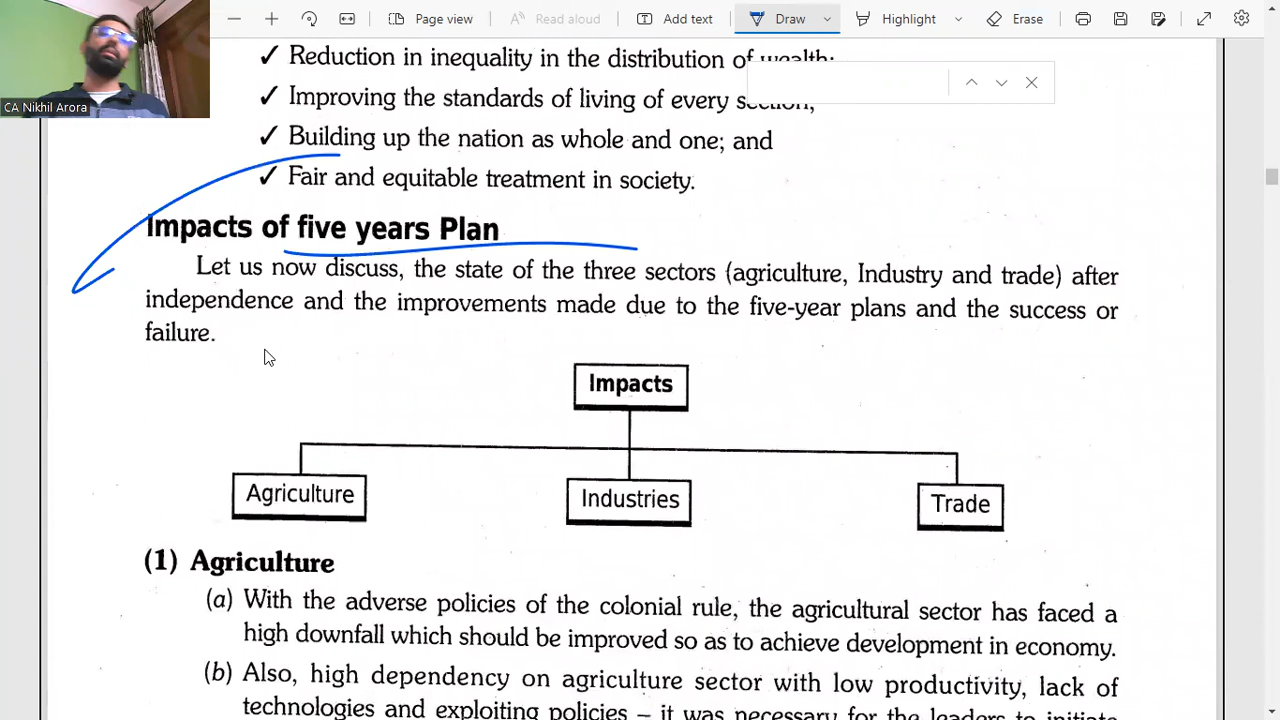 Page view
Read aloud
Add text
Draw
Highlight
Erase
CA Nikhil Arora
✓ Reduction in inequality in the distribution of wealth;
✓ Improving the standards of living of every section;
✓ Building up the nation as whole and one; and
✓ Fair and equitable treatment in society.
Impacts of five years Plan
Let us now discuss, the state of the three sectors (agriculture, Industry and trade) after
independence and the improvements made due to the five-year plans and the success or
failure.
Impacts
Agriculture
Industries
Trade
(1) Agriculture
(a) With the adverse policies of the colonial rule, the agricultural sector has faced a
high downfall which should be improved so as to achieve development in economy.
(b) Also, high dependency on agriculture sector with low productivity, lack of
technologies and exploiting policies – it was necessary for the leaders to initiate